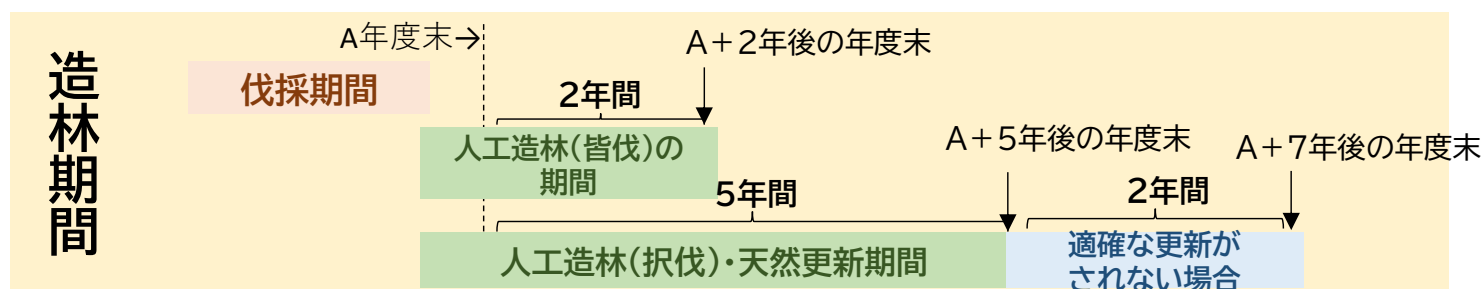 造林期間
A年度末→
A＋２年後の年度末
伐採期間
2年間
人工造林（皆伐）の
期間
A＋５年後の年度末
A＋７年後の年度末
5年間
2年間
人工造林（択伐）・天然更新期間
適確な更新が
されない場合